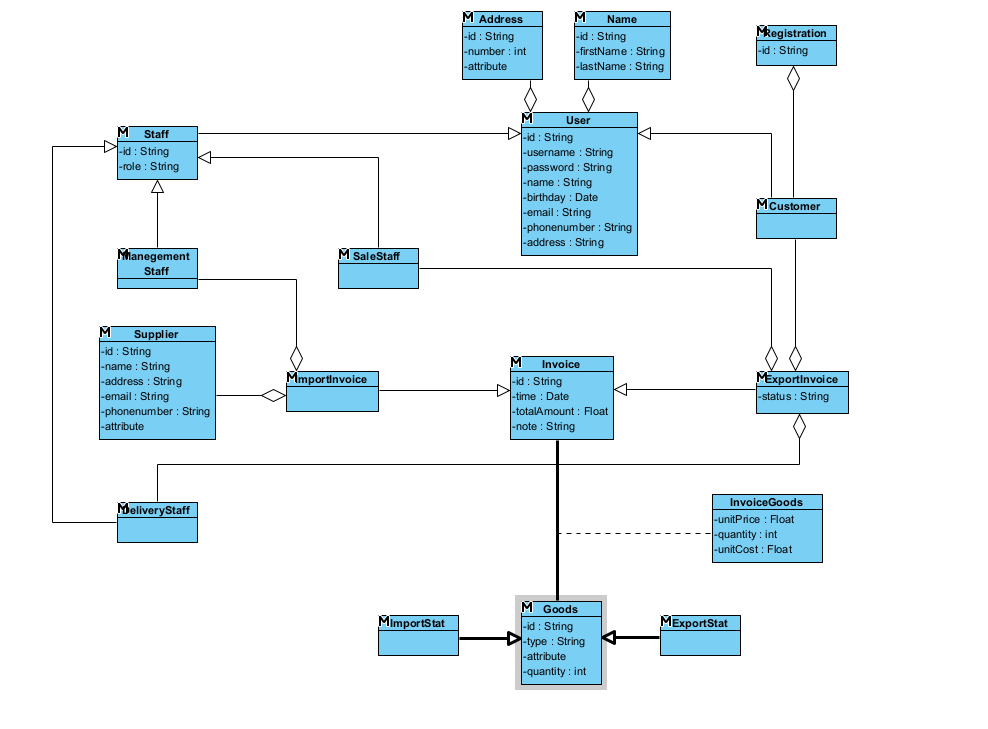 Address
-id : String
-number : int
-attribute
Name
-id : String
-firstName : String
-lastName : String
Registration
-id : String
Staff
-id : String
-role : String
User
-id : String
-username : String
-password : String
-name : String
-birthday : Date
-email : String
-phonenumber : String
-address : String
Customer
Manegement
Staff
SaleStaff
Supplier
-id : String
-name : String
-address : String
-email : String
-phonenumber : String
-attribute
ImportInvoice
Invoice
-id : String
-time : Date
-totalAmount : Float
-note : String
ExportInvoice
-status : String
DeliveryStaff
InvoiceGoods
-unitPrice : Float
-quantity : int
-unitCost : Float
ImportStat
Goods
-id : String
-type : String
-attribute
-quantity : int
ExportStat